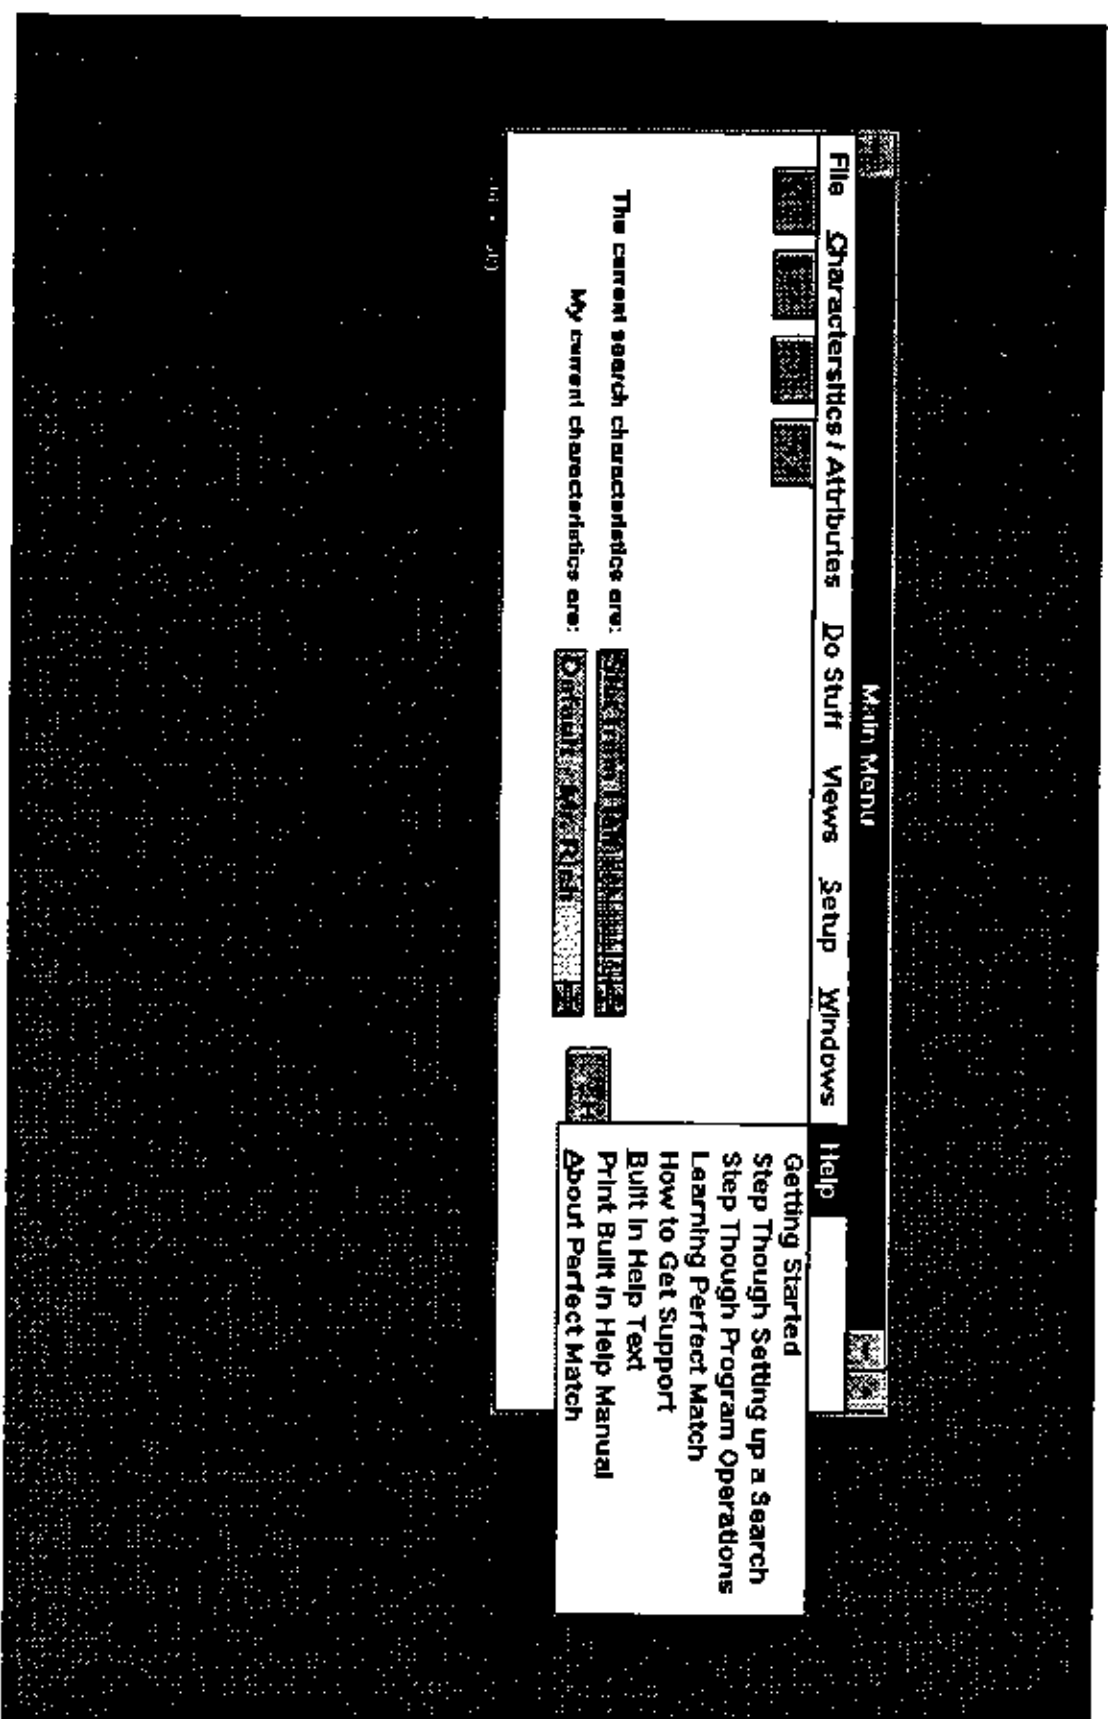 Main Menu
File Charactersitics / Attributes Do Stuff Views Setup Windows Help
Getting Started
Step Though Setting up a Search
Step Though Program Operations
Learning Perfect Match
How to Get Support
Built In Help Text
Print Built in Help Manual
About Perfect Match
The current search characteristics are:
My current characteristics are: Default